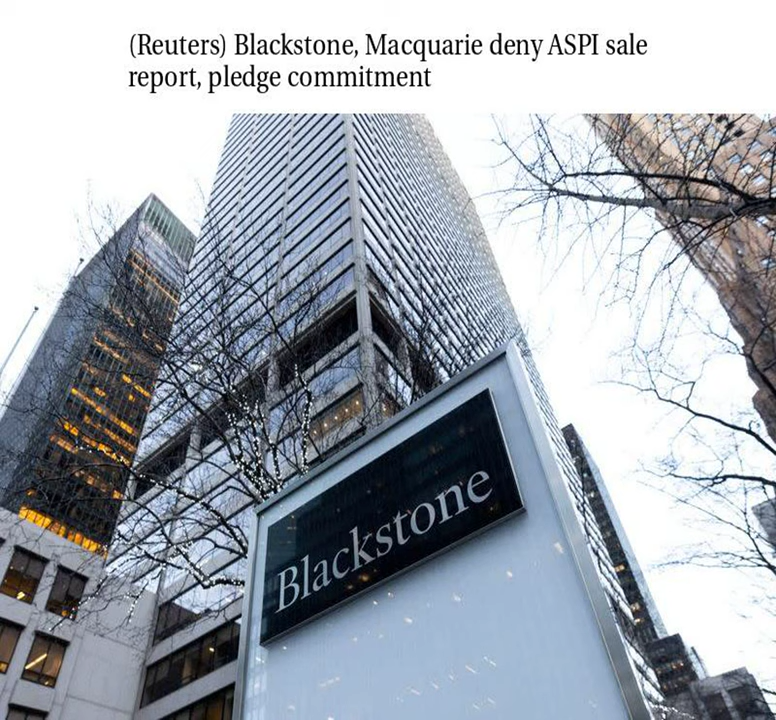 (Reuters) Blackstone, Macquarie deny ASPI sale
report, pledge commitment
Blackstone